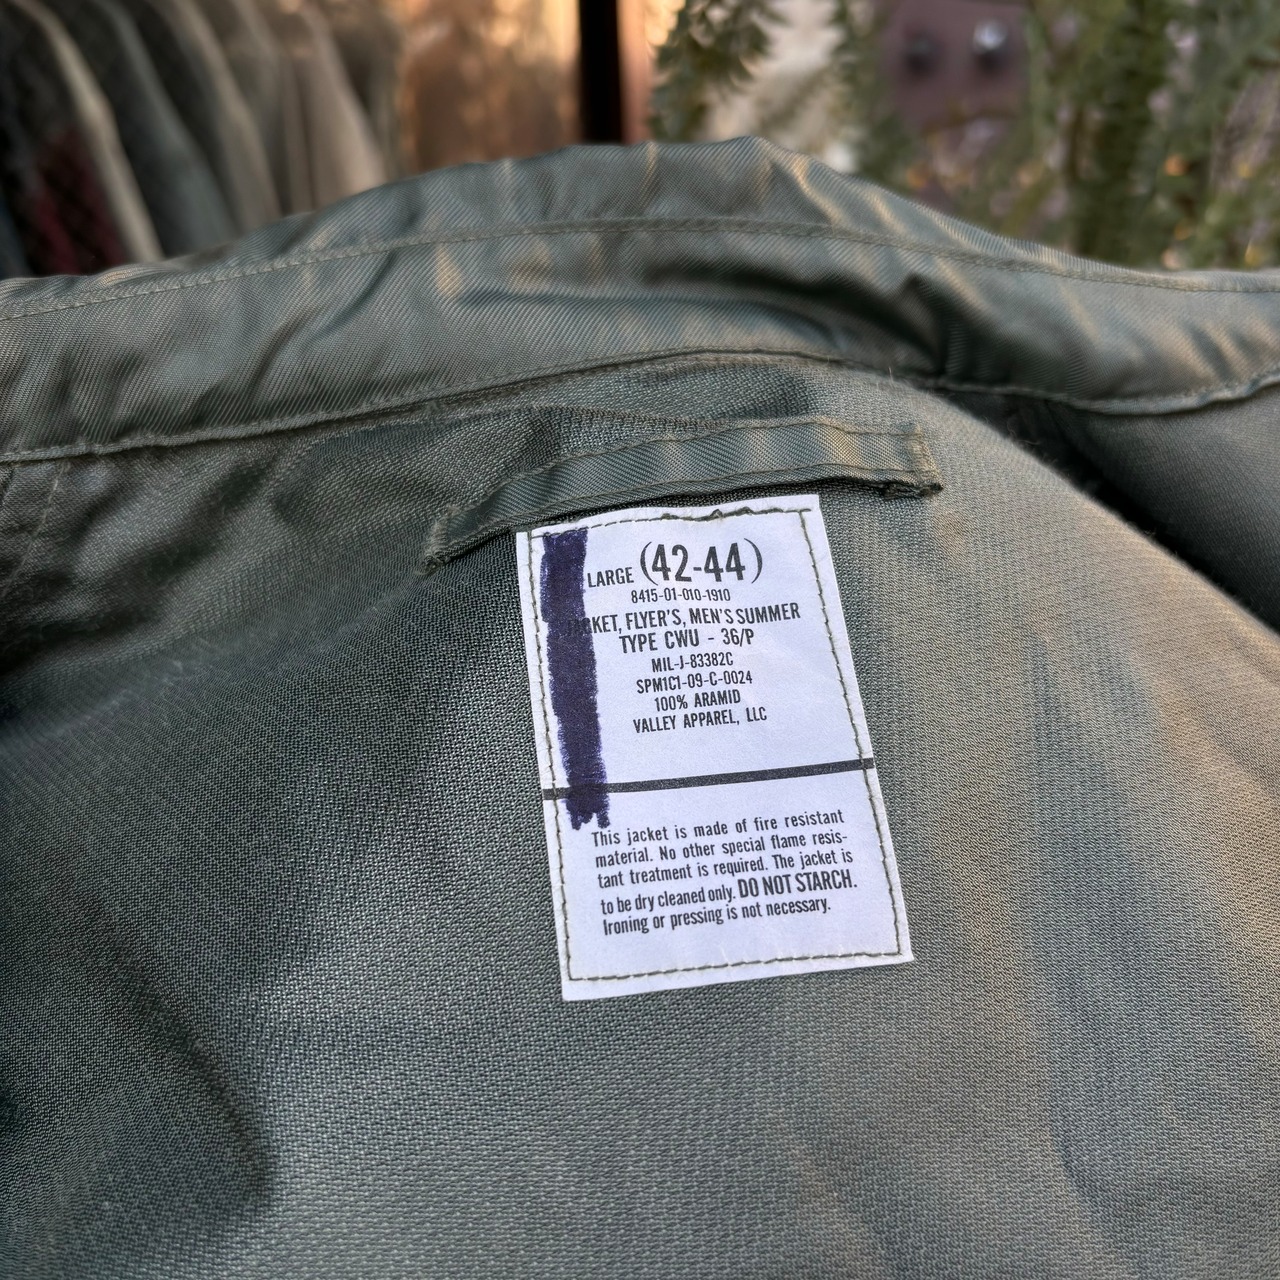 LARGE (42-44)
8415-01-010-1910
JACKET, FLYER'S, MEN'S SUMMER
TYPE CWU - 36/P
MIL-J-83382C
SPM1C1-09-C-0024
100% ARAMID
VALLEY APPAREL, LLC
This jacket is made of fire resistant
material. No other special flame resis-
tant treatment is required. The jacket is
to be dry cleaned only. DO NOT STARCH.
Ironing or pressing is not necessary.